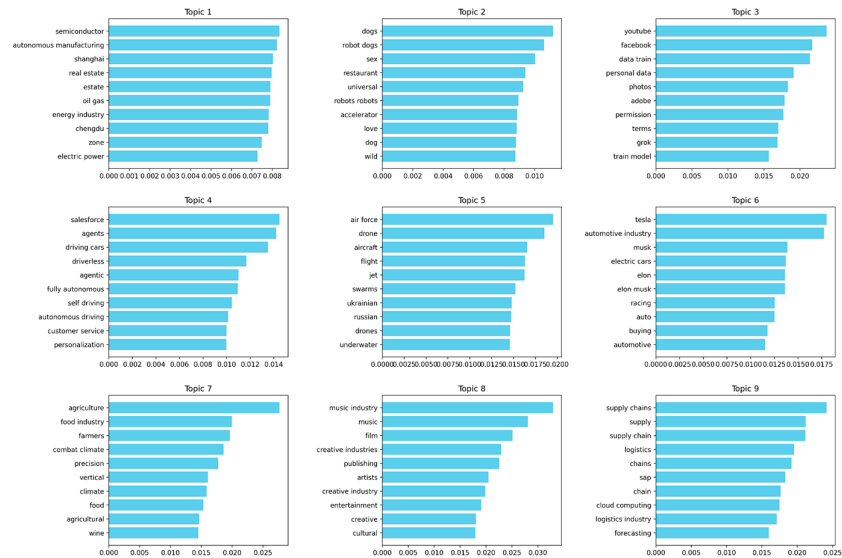 Topic 1
semiconductor
autonomous manufacturing
shanghai
real estate
estate
oil gas
energy industry
chengdu
zone
electric power
0.000 0.001 0.002 0.003 0.004 0.005 0.006 0.007 0.008
Topic 2
dogs
robot dogs
sex
restaurant
universal
robots robots
accelerator
love
dog
wild
0.000 0.002 0.004 0.006 0.008 0.010
Topic 3
youtube
facebook
data train
personal data
photos
adobe
permission
terms
grok
train model
0.000 0.005 0.010 0.015 0.020
Topic 4
salesforce
agents
driving cars
driverless
agentic
fully autonomous
self driving
autonomous driving
customer service
personalization
0.000 0.002 0.004 0.006 0.008 0.010 0.012 0.014
Topic 5
air force
drone
aircraft
flight
jet
swarms
ukrainian
russian
drones
underwater
0.0000 0.0025 0.0050 0.0075 0.0100 0.0125 0.0150 0.0175 0.0200
Topic 6
tesla
automotive industry
musk
electric cars
elon
elon musk
racing
auto
buying
automotive
0.0000 0.0025 0.0050 0.0075 0.0100 0.0125 0.0150 0.0175
Topic 7
agriculture
food industry
farmers
combat climate
precision
vertical
climate
food
agricultural
wine
0.000 0.005 0.010 0.015 0.020 0.025
Topic 8
music industry
music
film
creative industries
publishing
artists
creative industry
entertainment
creative
cultural
0.000 0.005 0.010 0.015 0.020 0.025 0.030
Topic 9
supply chains
supply
supply chain
logistics
chains
sap
chain
cloud computing
logistics industry
forecasting
0.000 0.005 0.010 0.015 0.020 0.025